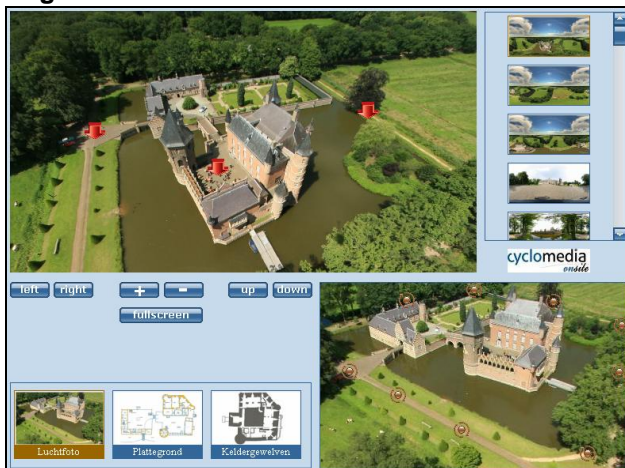 cyclomedia
onsite
left right + - up down
fullscreen
Luchtfoto Plattegrond Keldergewelven